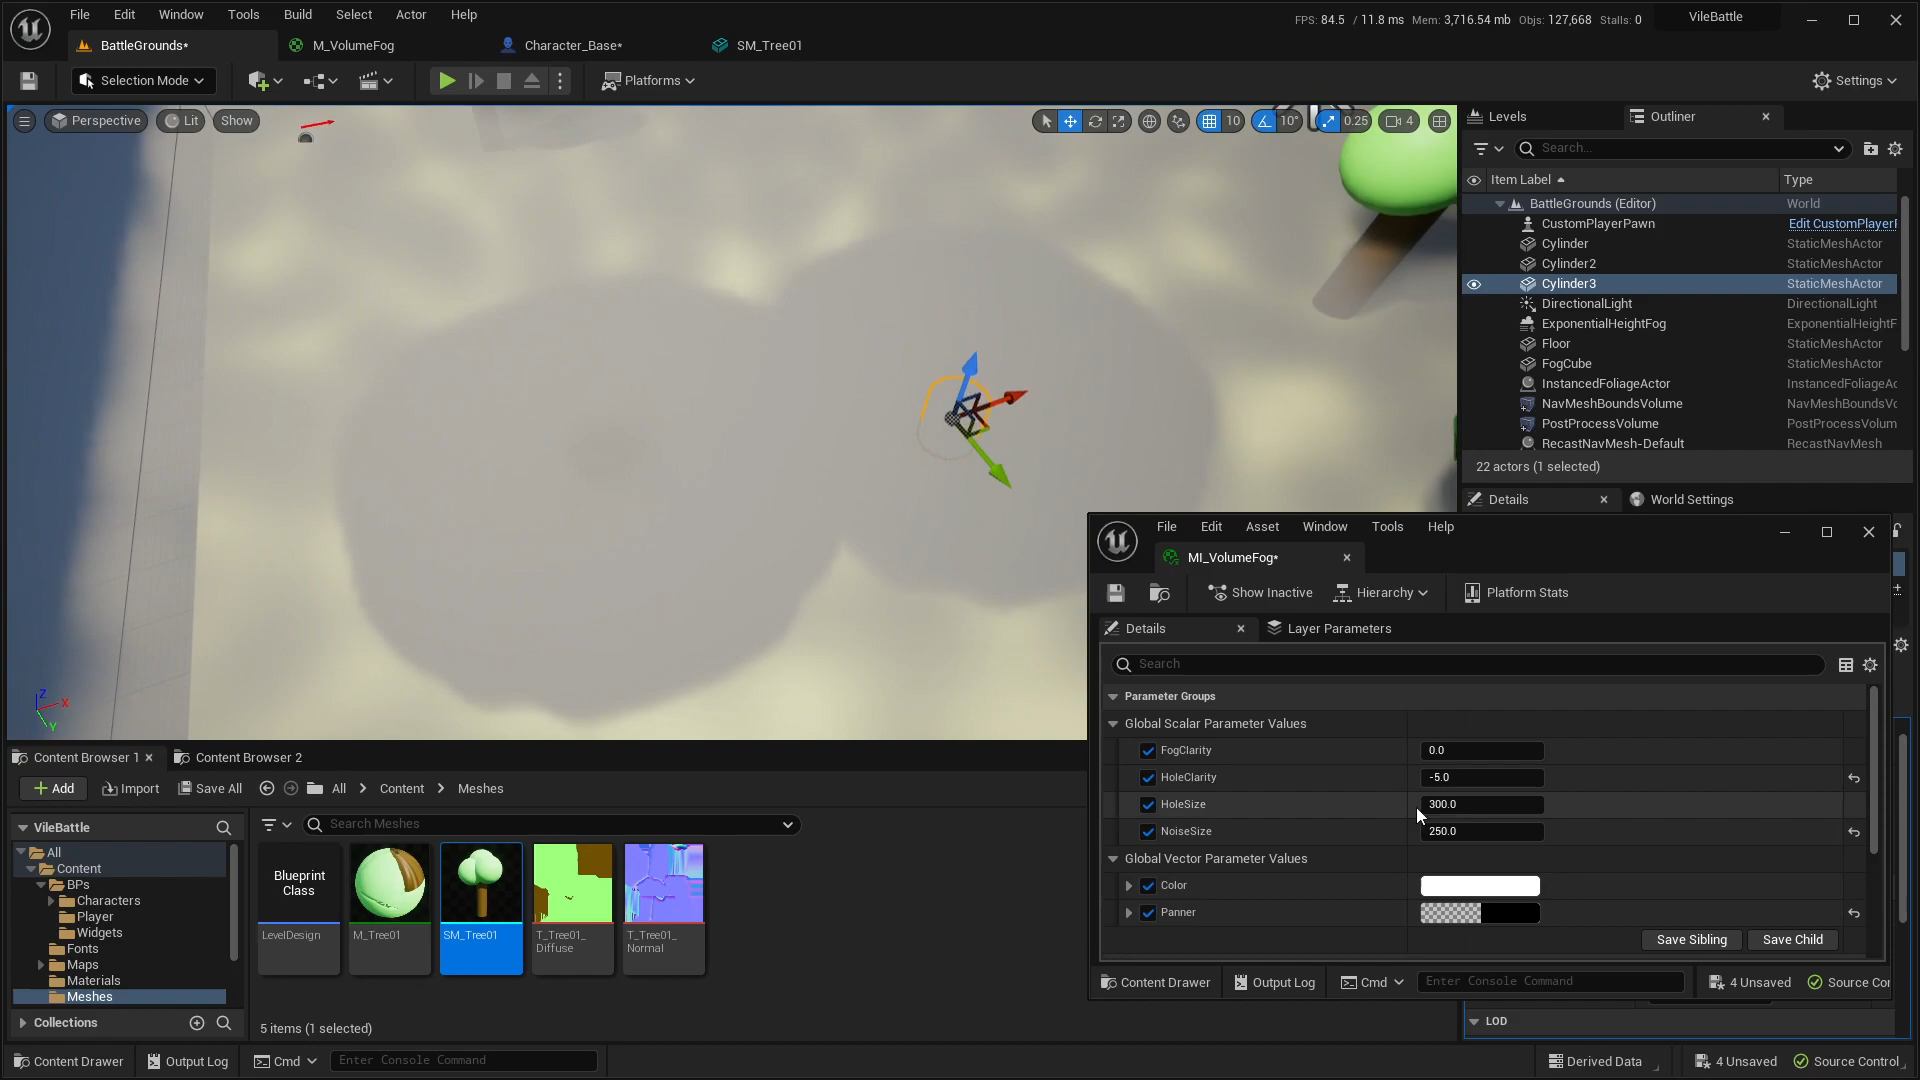 File Edit Window Tools Build Select Actor Help
FPS: 84.5 / 11.8 ms Mem: 3,716.54 mb Objs: 127,668 Stalls: 0
VileBattle
BattleGrounds*
M_VolumeFog
Character_Base*
SM_Tree01
Selection Mode
Platforms
Settings
Perspective Lit Show
10 10° 0.25 4
Levels
Outliner
Search...
Item Label Type
BattleGrounds (Editor) World
CustomPlayerPawn Edit CustomPlayerP
Cylinder StaticMeshActor
Cylinder2 StaticMeshActor
Cylinder3 StaticMeshActor
DirectionalLight DirectionalLight
ExponentialHeightFog ExponentialHeightF
Floor StaticMeshActor
FogCube StaticMeshActor
InstancedFoliageActor InstancedFoliageAc
NavMeshBoundsVolume NavMeshBoundsVo
PostProcessVolume PostProcessVolum
RecastNavMesh-Default RecastNavMesh
22 actors (1 selected)
Details
World Settings
Z
X
Y
File Edit Asset Window Tools Help
MI_VolumeFog*
Show Inactive
Hierarchy
Platform Stats
Details
Layer Parameters
Search
Parameter Groups
Global Scalar Parameter Values
FogClarity 0.0
HoleClarity -5.0
HoleSize 300.0
NoiseSize 250.0
Global Vector Parameter Values
Color
Panner
Save Sibling
Save Child
Content Drawer
Output Log
Cmd
Enter Console Command
4 Unsaved
Source Cor
LOD
Content Browser 1
Content Browser 2
Add
Import
Save All
All
Content
Meshes
VileBattle
All
Content
BPs
Characters
Player
Widgets
Fonts
Maps
Materials
Meshes
Collections
Search Meshes
Blueprint
Class
LevelDesign
M_Tree01
SM_Tree01
T_Tree01_
Diffuse
T_Tree01_
Normal
5 items (1 selected)
Content Drawer
Output Log
Cmd
Enter Console Command
Derived Data
4 Unsaved
Source Control